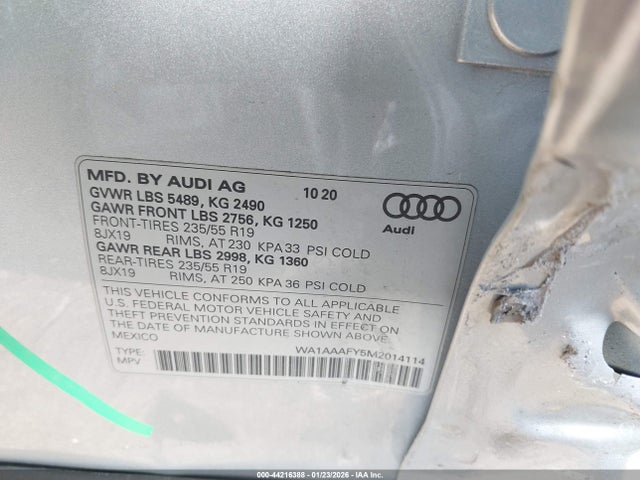 MFD. BY AUDI AG 10 20
GVWR LBS 5489, KG 2490
GAWR FRONT LBS 2756, KG 1250
FRONT-TIRES 235/55 R19
8JX19 RIMS, AT 230 KPA 33 PSI COLD
GAWR REAR LBS 2998, KG 1360
REAR-TIRES 235/55 R19
8JX19 RIMS, AT 250 KPA 36 PSI COLD
Audi
THIS VEHICLE CONFORMS TO ALL APPLICABLE
U.S. FEDERAL MOTOR VEHICLE SAFETY AND
THEFT PREVENTION STANDARDS IN EFFECT ON
THE DATE OF MANUFACTURE SHOWN ABOVE.
MEXICO
TYPE: WA1AAAFY5M2014114
MPV
000-44216388 - 01/23/2026 - IAA Inc.